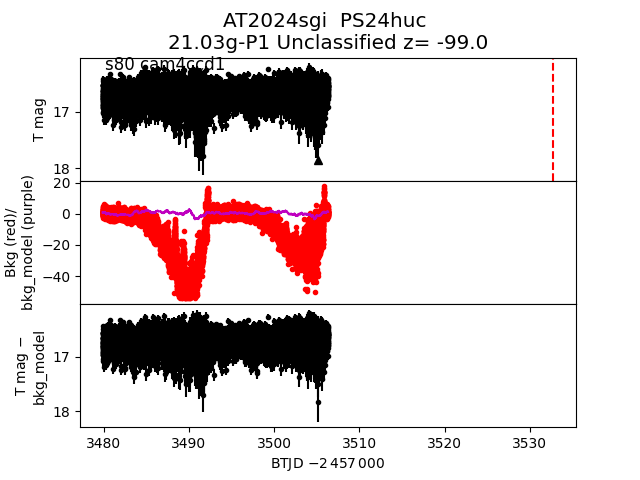 AT2024sgi  PS24huc
21.03g-P1 Unclassified z= -99.0
s80 cam4ccd1
T mag
17
18
Bkg (red)/
bkg_model (purple)
20
0
−20
−40
T mag −
bkg_model
17
18
3480
3490
3500
3510
3520
3530
BTJD −2 457 000